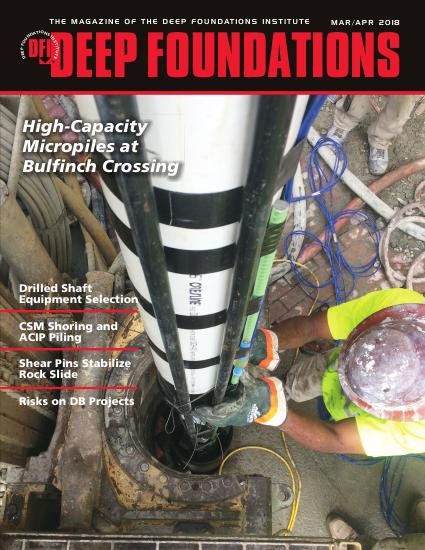 THE MAGAZINE OF THE DEEP FOUNDATIONS INSTITUTE
MAR/APR 2018
DFI
DEEP FOUNDATIONS
High-Capacity
Micropiles at
Bulfinch Crossing
Drilled Shaft
Equipment Selection
CSM Shoring and
ACIP Piling
Shear Pins Stabilize
Rock Slide
Risks on DB Projects